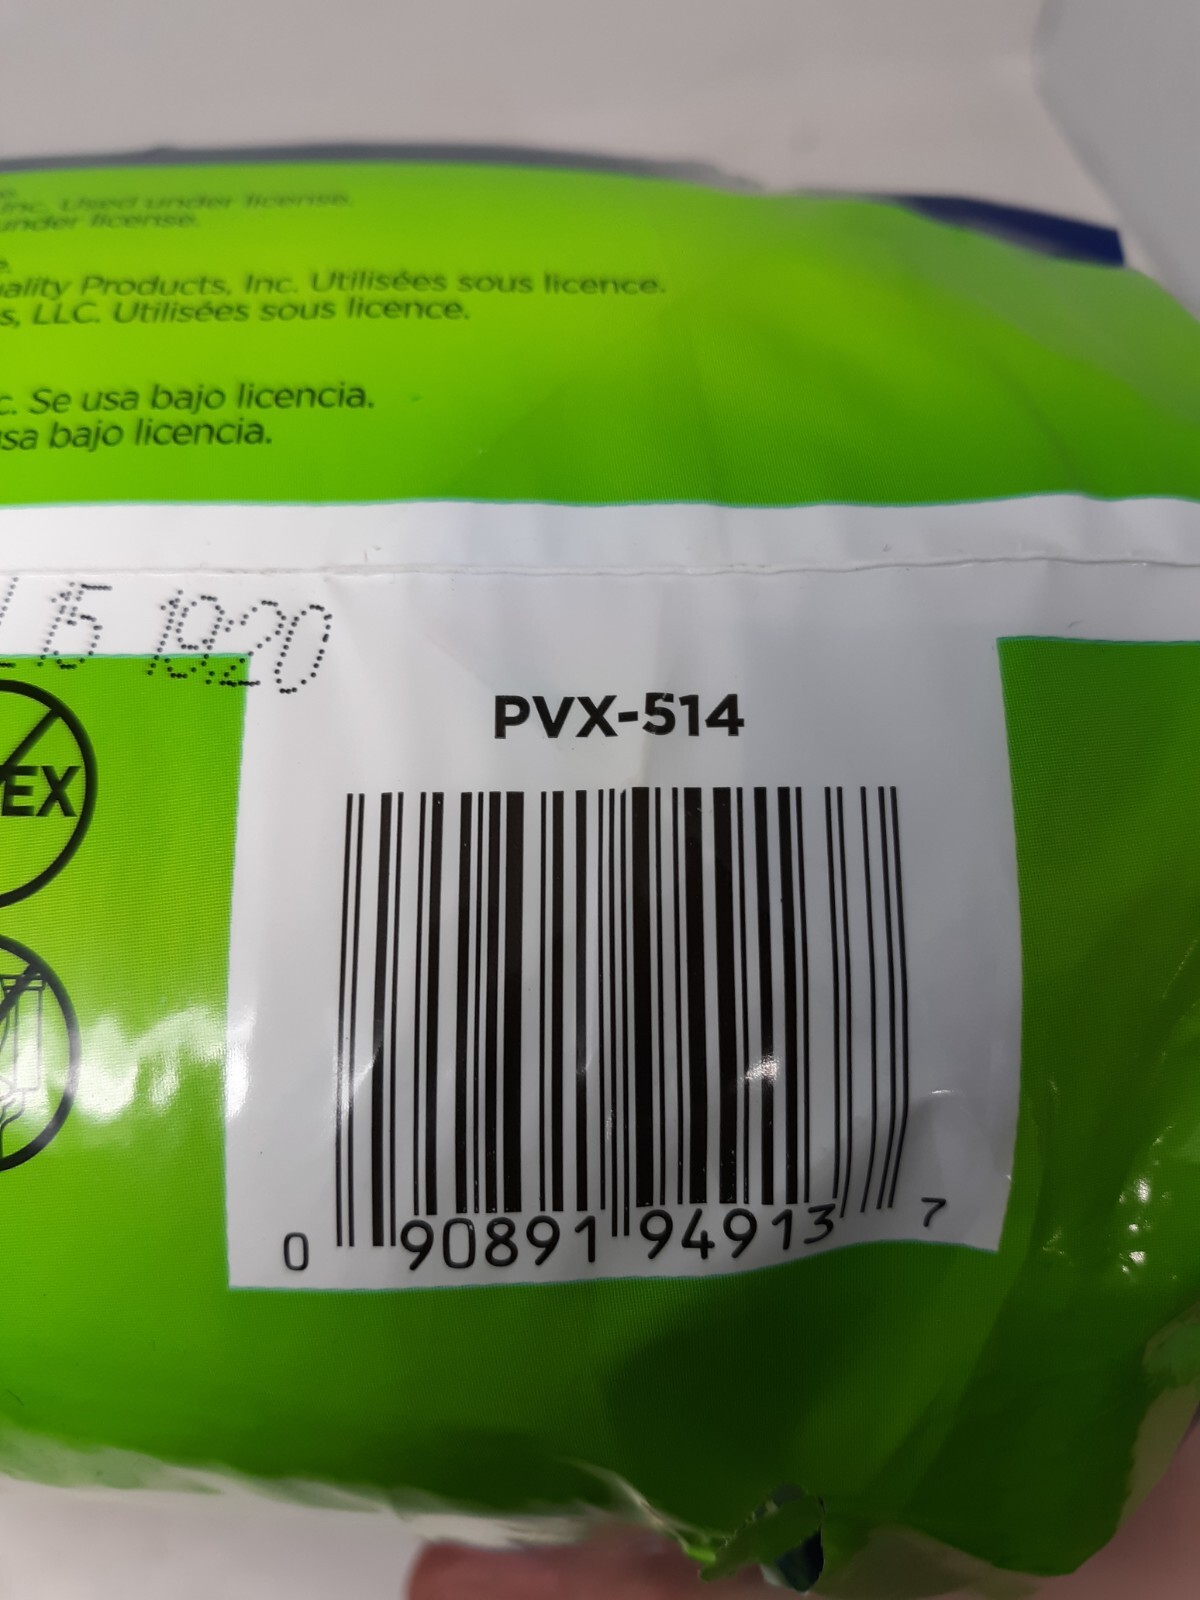 Inc. Used under license.
under license.
ality Products, Inc. Utilisées sous licence.
s, LLC. Utilisées sous licence.
c. Se usa bajo licencia.
usa bajo licencia.
15 19:20
PVX-514
EX
0 90891 94913 7